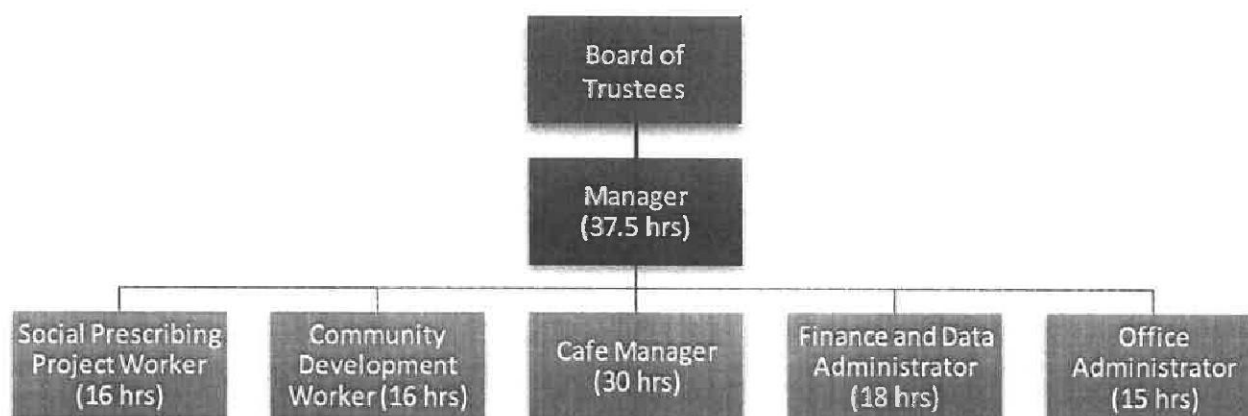 Board of
Trustees
Manager
(37.5 hrs)
Social Prescribing
Project Worker
(16 hrs)
Community
Development
Worker (16 hrs)
Cafe Manager
(30 hrs)
Finance and Data
Administrator
(18 hrs)
Office
Administrator
(15 hrs)